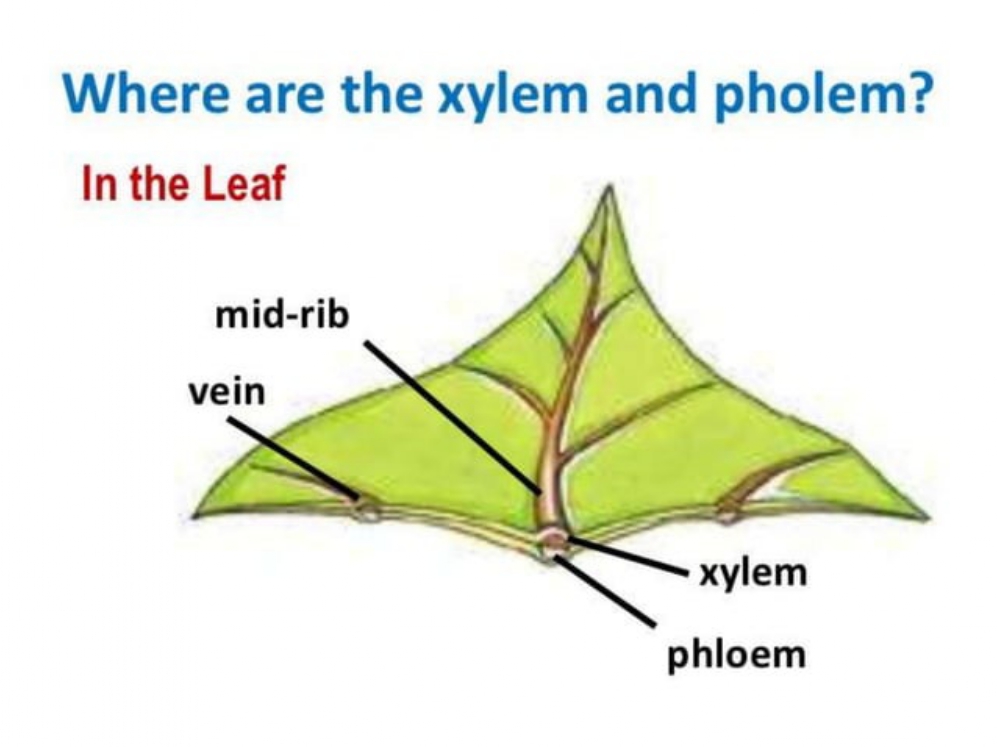 Where are the xylem and pholem?
In the Leaf
mid-rib
vein
xylem
phloem